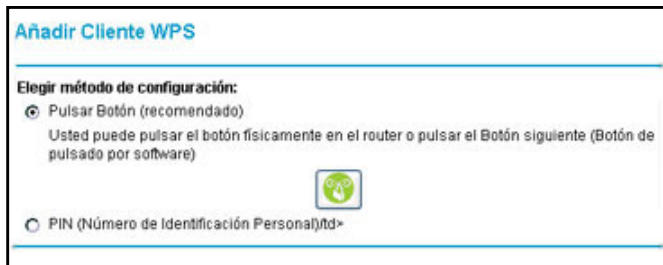 Añadir Cliente WPS
Elegir método de configuración:
Pulsar Botón (recomendado)
Usted puede pulsar el botón físicamente en el router o pulsar el Botón siguiente (Botón de
pulsado por software)
PIN (Número de Identificación Personal)/td>